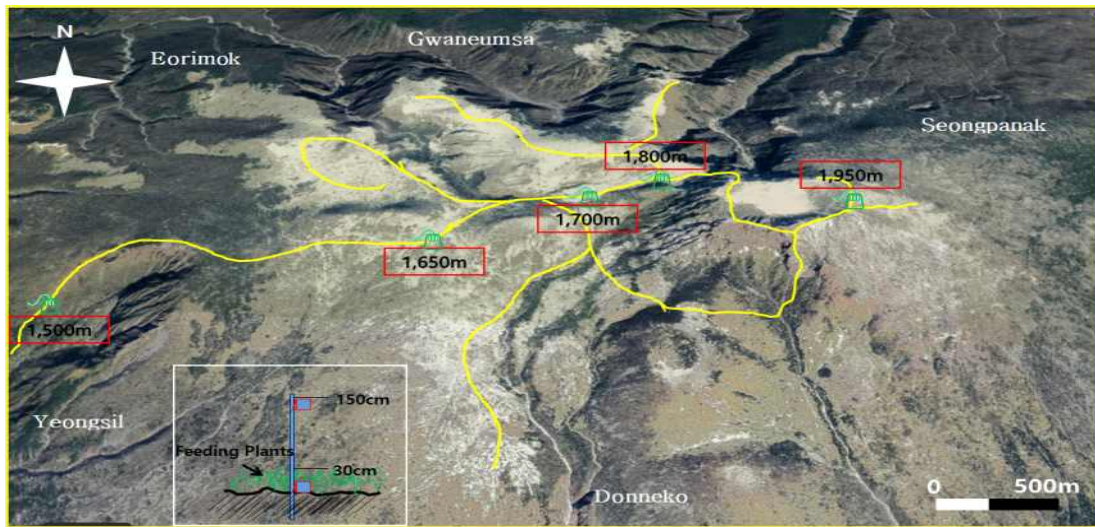 N
Gwaneumsa
Eorimok
Seongpanak
1,800m
1,950m
1,700m
1,650m
1,500m
Yeongsil
150cm
Feeding Plants
30cm
Donneko
0 500m